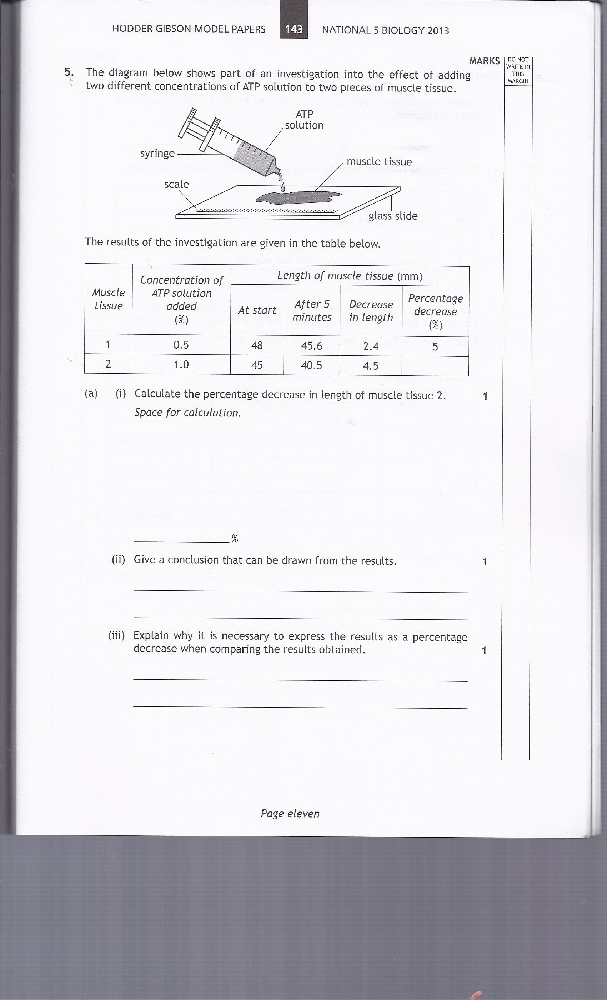 HODDER GIBSON MODEL PAPERS 143 NATIONAL 5 BIOLOGY 2013
MARKS
DO NOT
WRITE IN
THIS
MARGIN
5. The diagram below shows part of an investigation into the effect of adding
two different concentrations of ATP solution to two pieces of muscle tissue.
ATP
solution
syringe
muscle tissue
scale
glass slide
The results of the investigation are given in the table below.
Muscle
tissue
Concentration of
ATP solution
added
(%)
Length of muscle tissue (mm)
At start
After 5
minutes
Decrease
in length
Percentage
decrease
(%)
1 0.5 48 45.6 2.4 5
2 1.0 45 40.5 4.5
(a) (i) Calculate the percentage decrease in length of muscle tissue 2. 1
Space for calculation.
%
(ii) Give a conclusion that can be drawn from the results. 1
(iii) Explain why it is necessary to express the results as a percentage
decrease when comparing the results obtained. 1
Page eleven